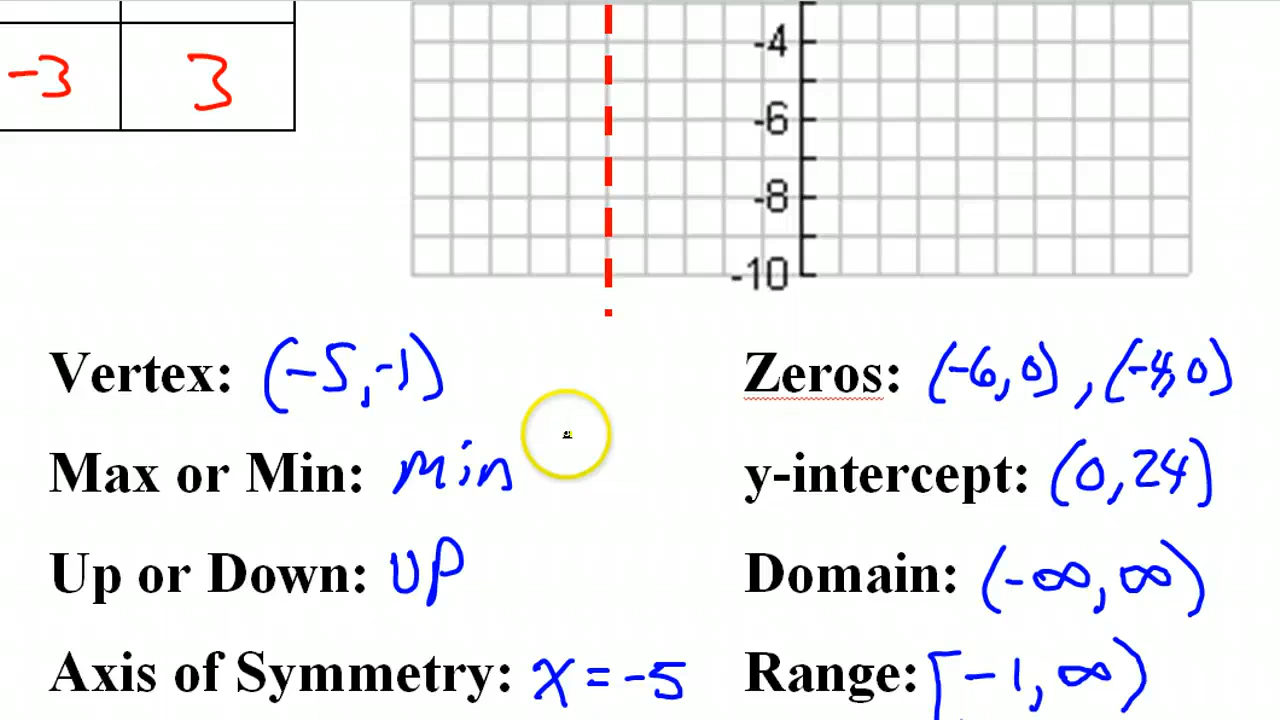 -3 3
-4
-6
-8
-10
Vertex: (-5,-1)
Zeros: (-6,0), (-4,0)
Max or Min: min
y-intercept: (0,24)
Up or Down: UP
Domain: (-∞,∞)
Axis of Symmetry: x = -5
Range: [-1,∞)